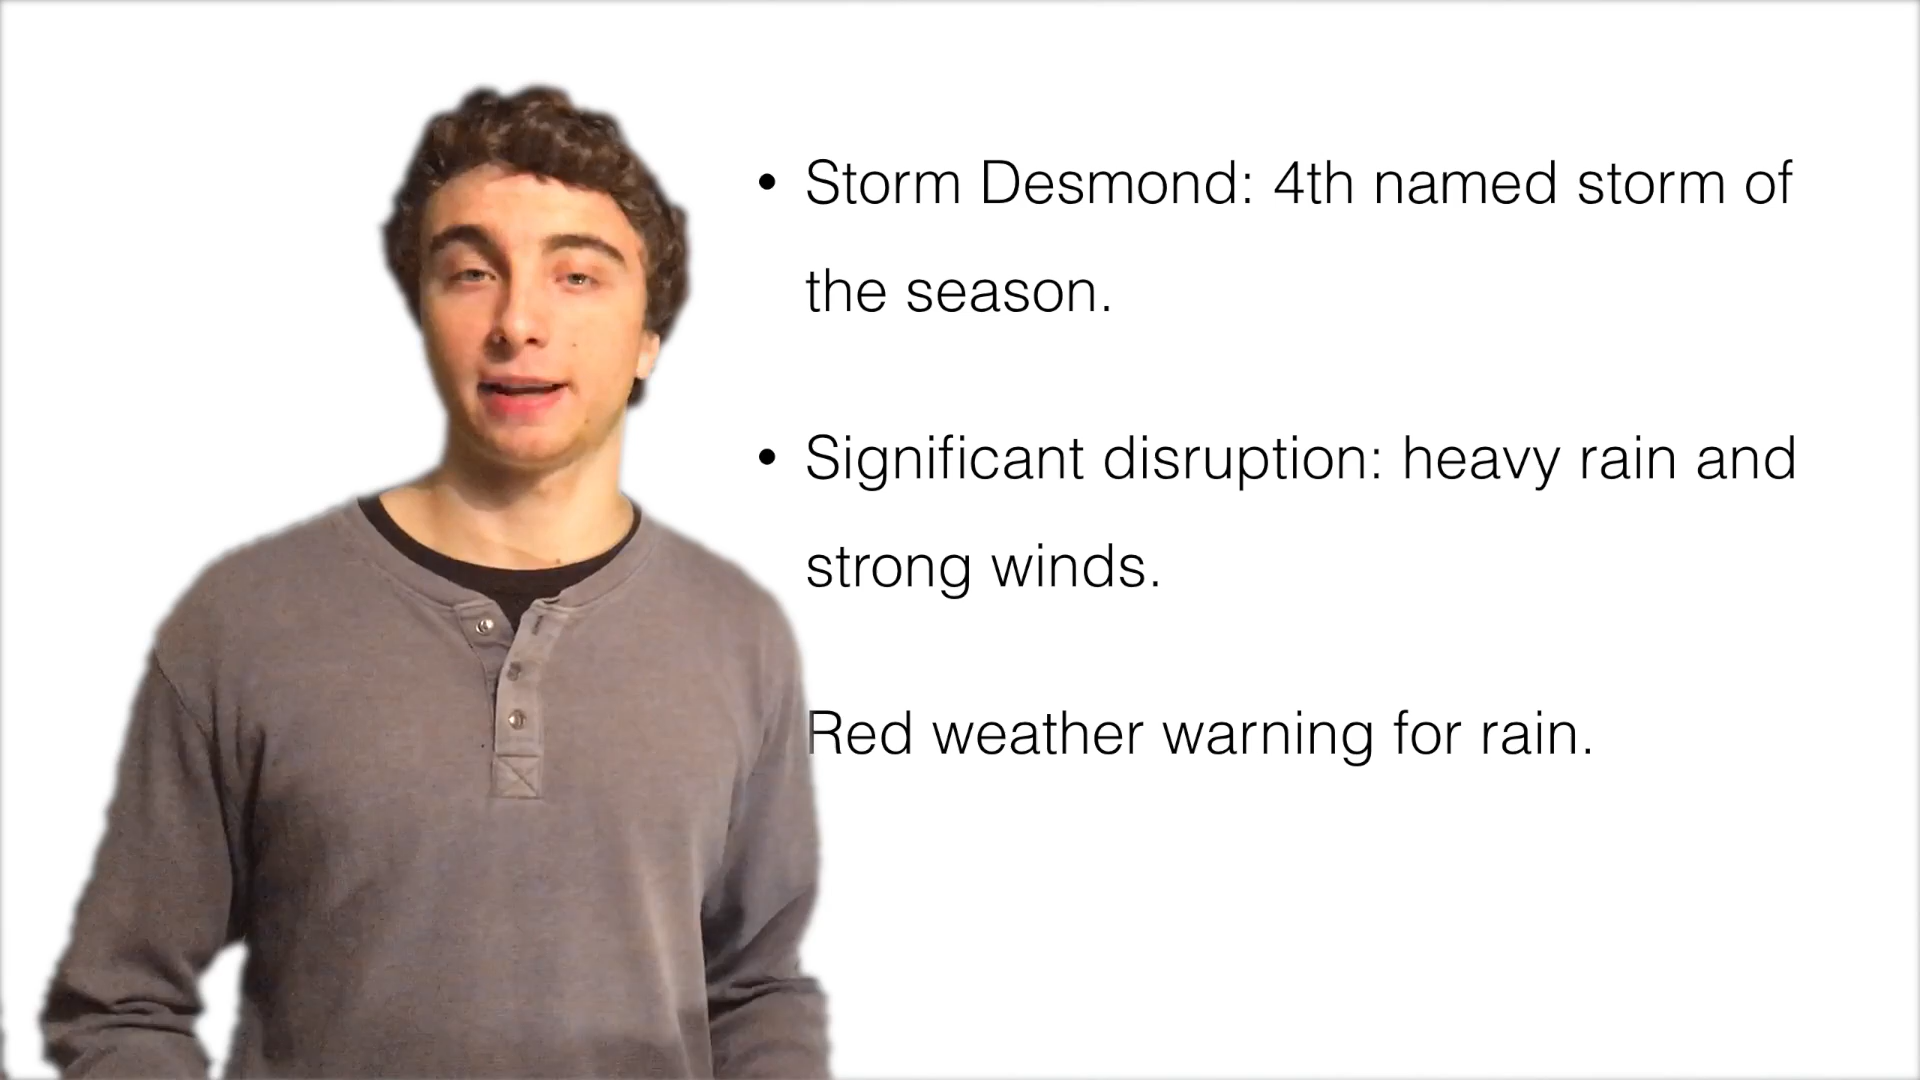 • Storm Desmond: 4th named storm of
the season.
• Significant disruption: heavy rain and
strong winds.
Red weather warning for rain.